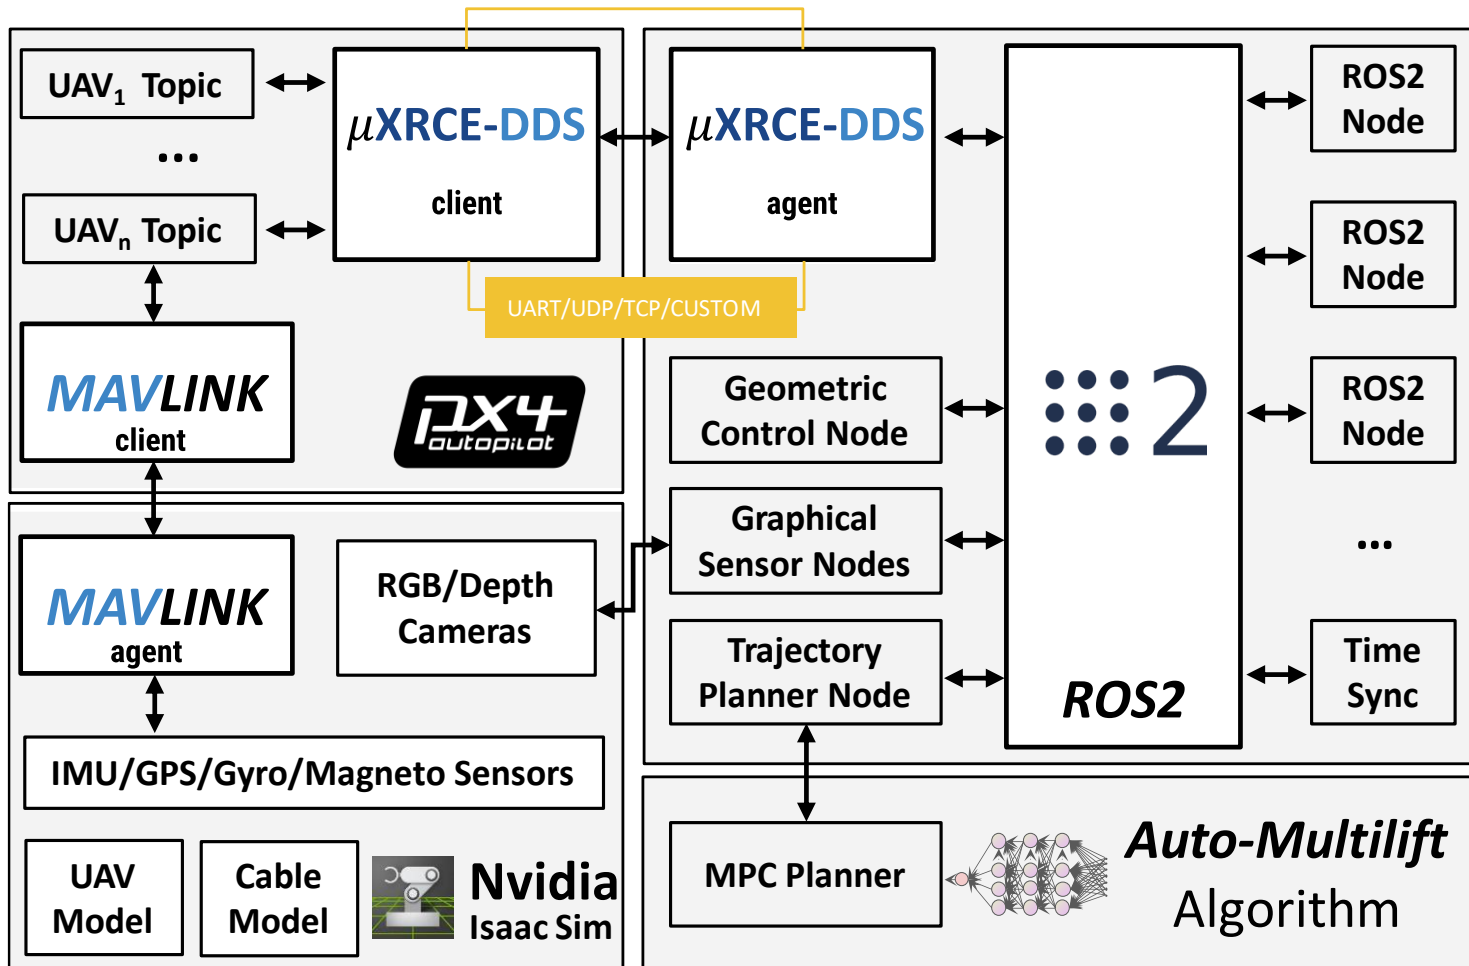 UAV1 Topic
...
UAVn Topic
μXRCE-DDS
client
MAVLINK
client
px4
autopilot
μXRCE-DDS
agent
UART/UDP/TCP/CUSTOM
Geometric
Control Node
Graphical
Sensor Nodes
Trajectory
Planner Node
2
ROS2
ROS2
Node
ROS2
Node
ROS2
Node
...
Time
Sync
MAVLINK
agent
RGB/Depth
Cameras
IMU/GPS/Gyro/Magneto Sensors
UAV
Model
Cable
Model
Nvidia
Isaac Sim
MPC Planner
Auto-Multilift
Algorithm